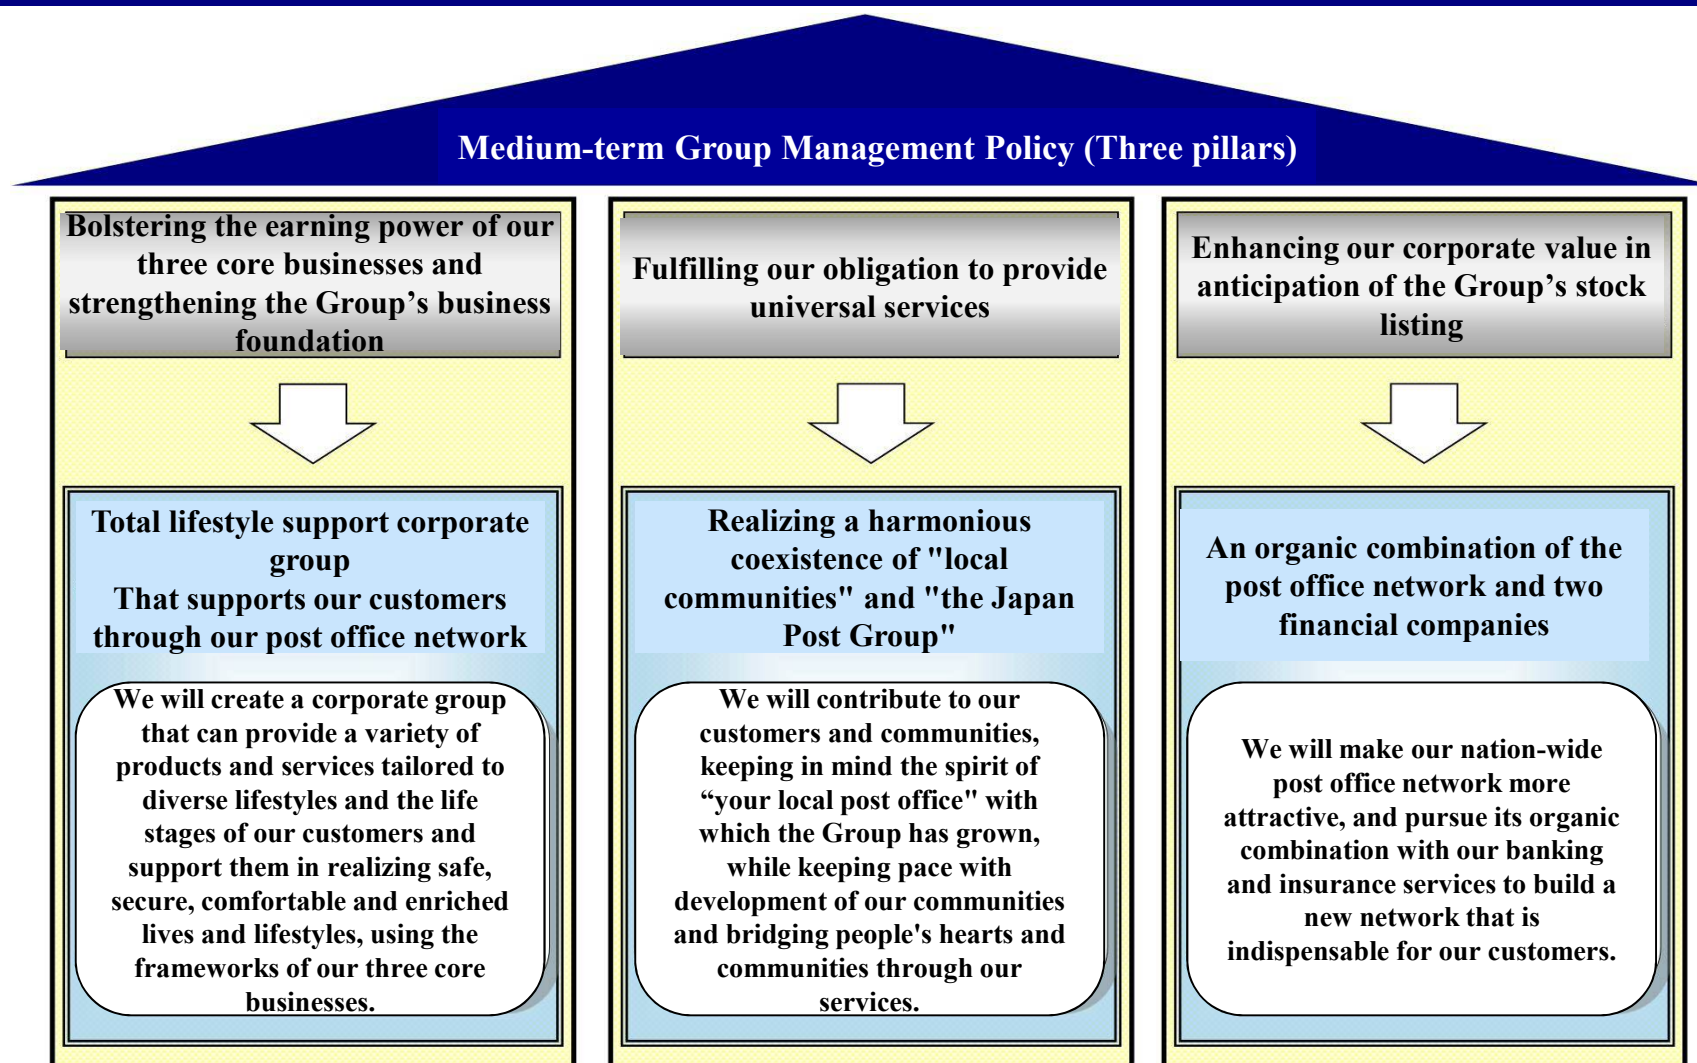 Medium-term Group Management Policy (Three pillars)
Bolstering the earning power of our
three core businesses and
strengthening the Group’s business
foundation
Total lifestyle support corporate
group
That supports our customers
through our post office network
We will create a corporate group
that can provide a variety of
products and services tailored to
diverse lifestyles and the life
stages of our customers and
support them in realizing safe,
secure, comfortable and enriched
lives and lifestyles, using the
frameworks of our three core
businesses.
Fulfilling our obligation to provide
universal services
Realizing a harmonious
coexistence of "local
communities" and "the Japan
Post Group"
We will contribute to our
customers and communities,
keeping in mind the spirit of
“your local post office" with
which the Group has grown,
while keeping pace with
development of our communities
and bridging people's hearts and
communities through our
services.
Enhancing our corporate value in
anticipation of the Group’s stock
listing
An organic combination of the
post office network and two
financial companies
We will make our nation-wide
post office network more
attractive, and pursue its organic
combination with our banking
and insurance services to build a
new network that is
indispensable for our customers.